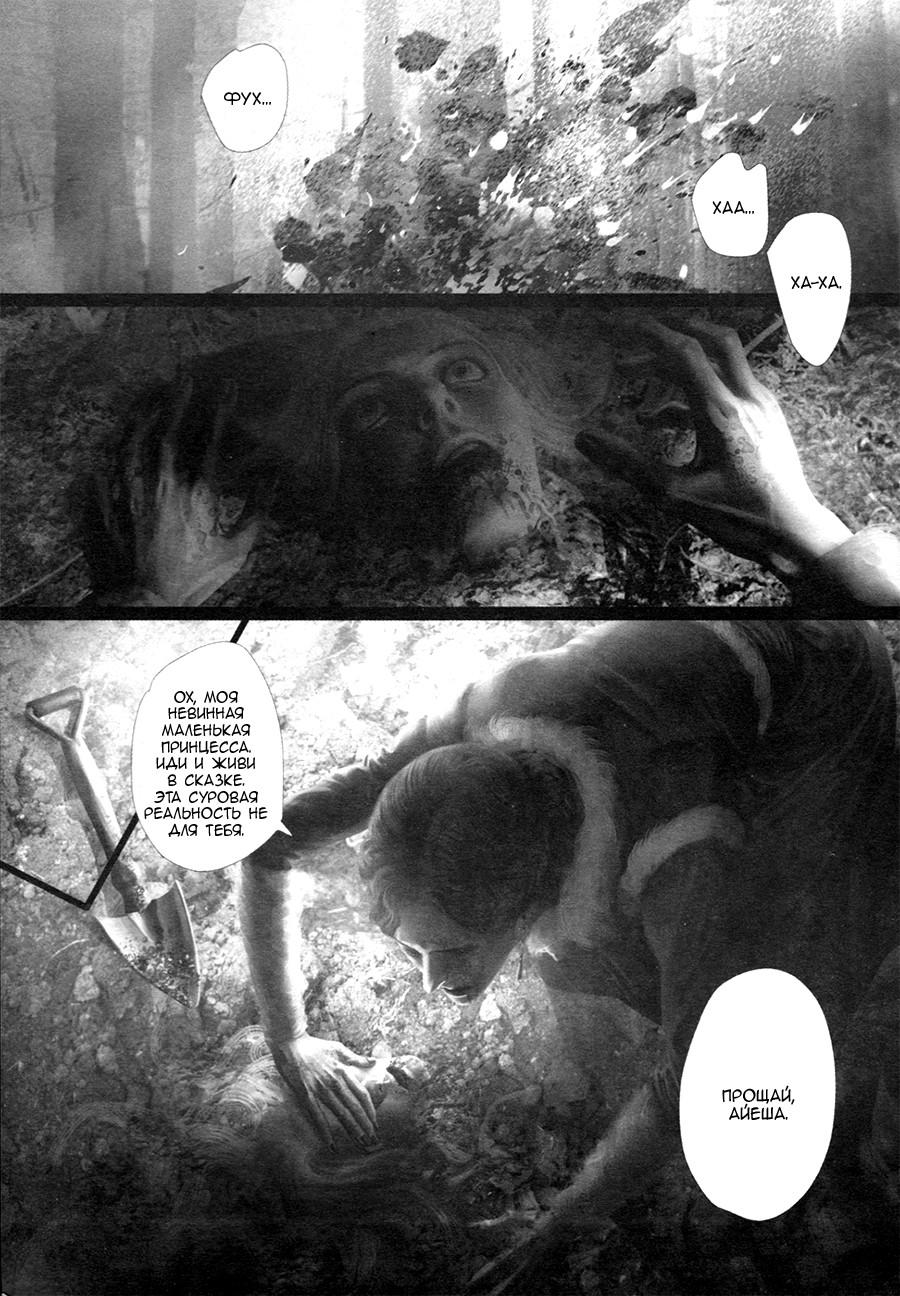 ФУХ...
ХАА...
ХА-ХА.
ОХ, МОЯ
НЕВИННАЯ
МАЛЕНЬКАЯ
ПРИНЦЕССА.
ИДИ И ЖИВИ
В СКАЗКЕ.
ЭТА СУРОВАЯ
РЕАЛЬНОСТЬ НЕ
ДЛЯ ТЕБЯ.
ПРОЩАЙ,
АЙЕША.